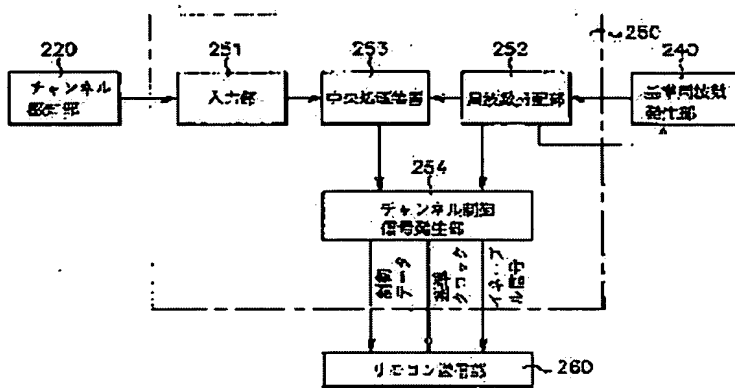 250
220
251
253
252
240
チャンネル
設定部
入力部
中央処理装置
周波数分配部
基準周波数
発生部
254
チャンネル制御
信号発生部
制御
データ
基準
クロック
イネーブ
ル信号
リモコン送信部
260